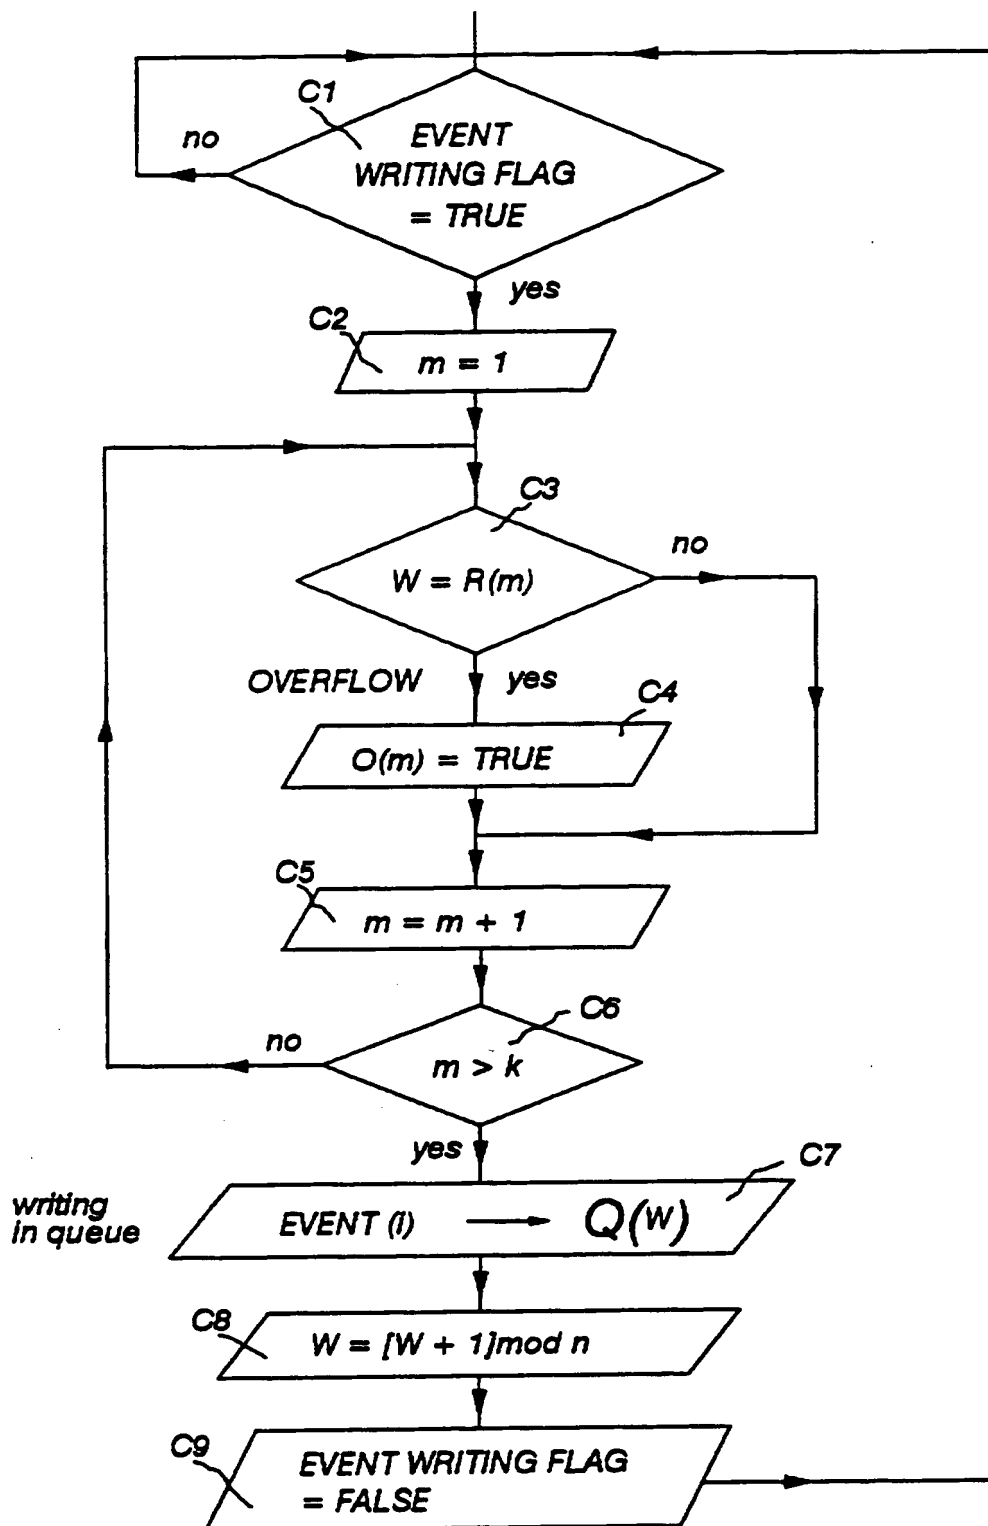 C1
no
EVENT
WRITING FLAG
= TRUE
yes
C2
m = 1
C3
no
W = R(m)
OVERFLOW
yes
C4
O(m) = TRUE
C5
m = m + 1
C6
no
m > k
yes
C7
writing
in queue
EVENT (i)
Q(W)
C8
W = [W + 1]mod n
C9
EVENT WRITING FLAG
= FALSE